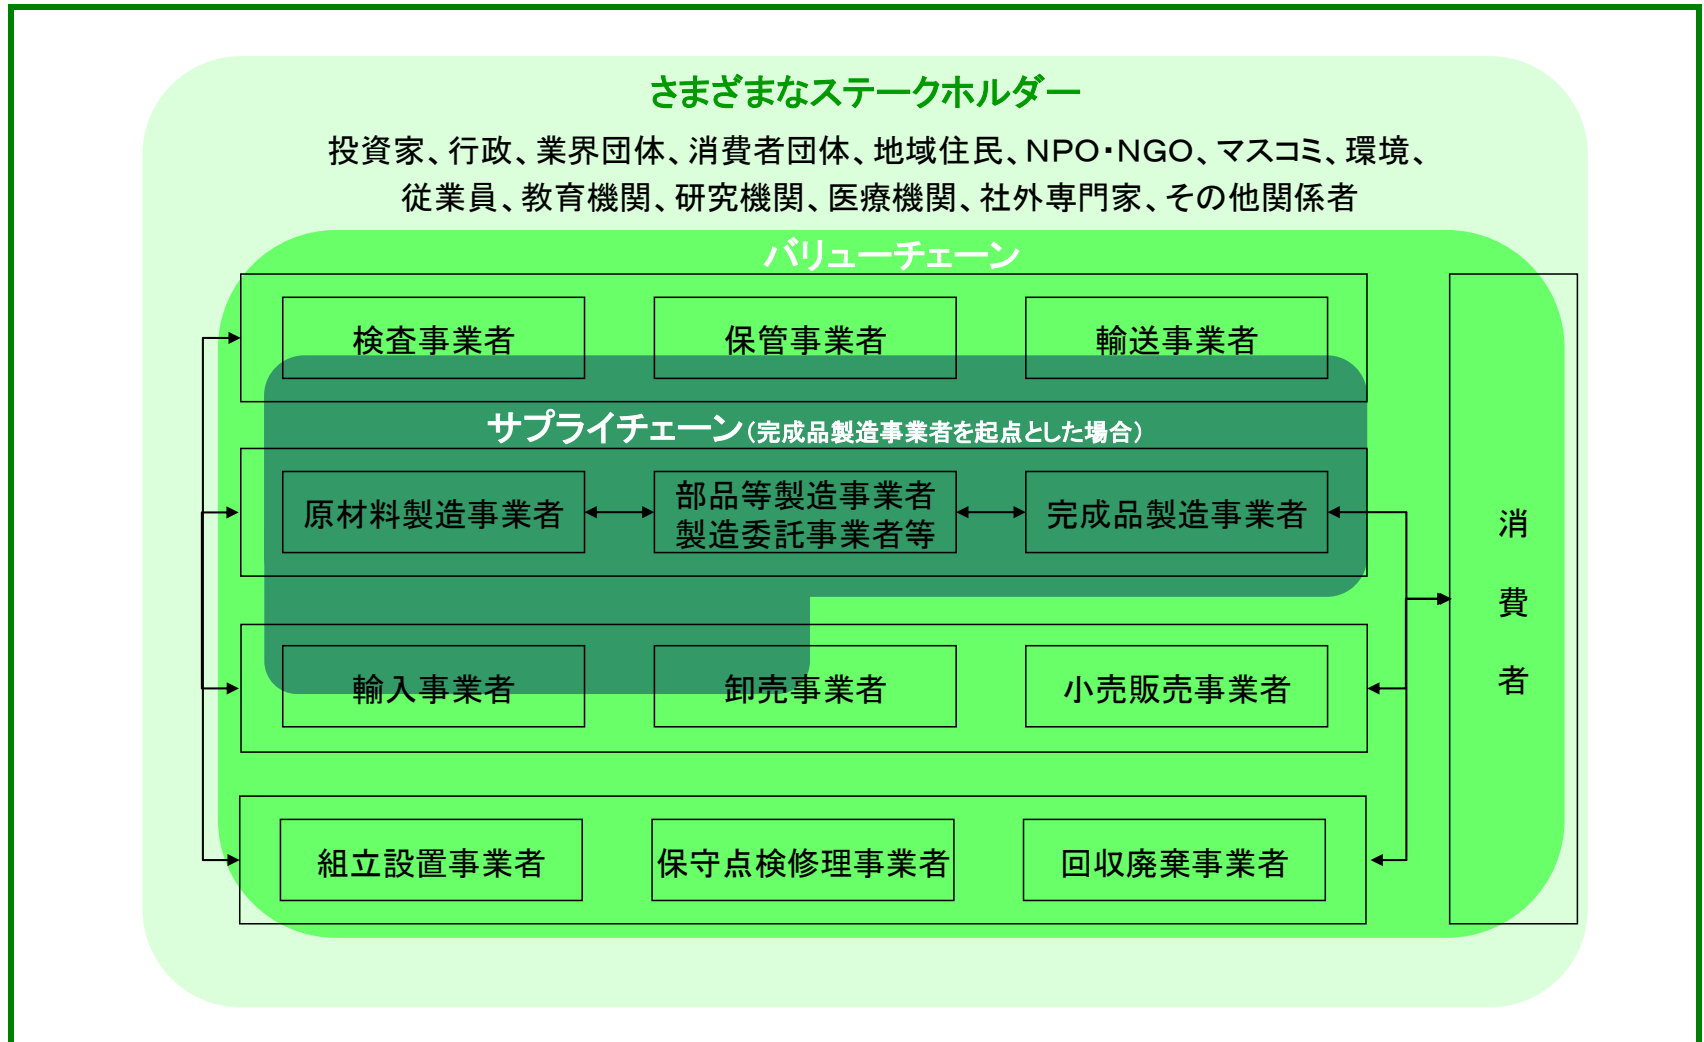 さまざまなステークホルダー
投資家、行政、業界団体、消費者団体、地域住民、NPO・NGO、マスコミ、環境、
従業員、教育機関、研究機関、医療機関、社外専門家、その他関係者
バリューチェーン
検査事業者
保管事業者
輸送事業者
サプライチェーン(完成品製造事業者を起点とした場合)
原材料製造事業者
部品等製造事業者
製造委託事業者等
完成品製造事業者
輸入事業者
卸売事業者
小売販売事業者
組立設置事業者
保守点検修理事業者
回収廃棄事業者
消費者